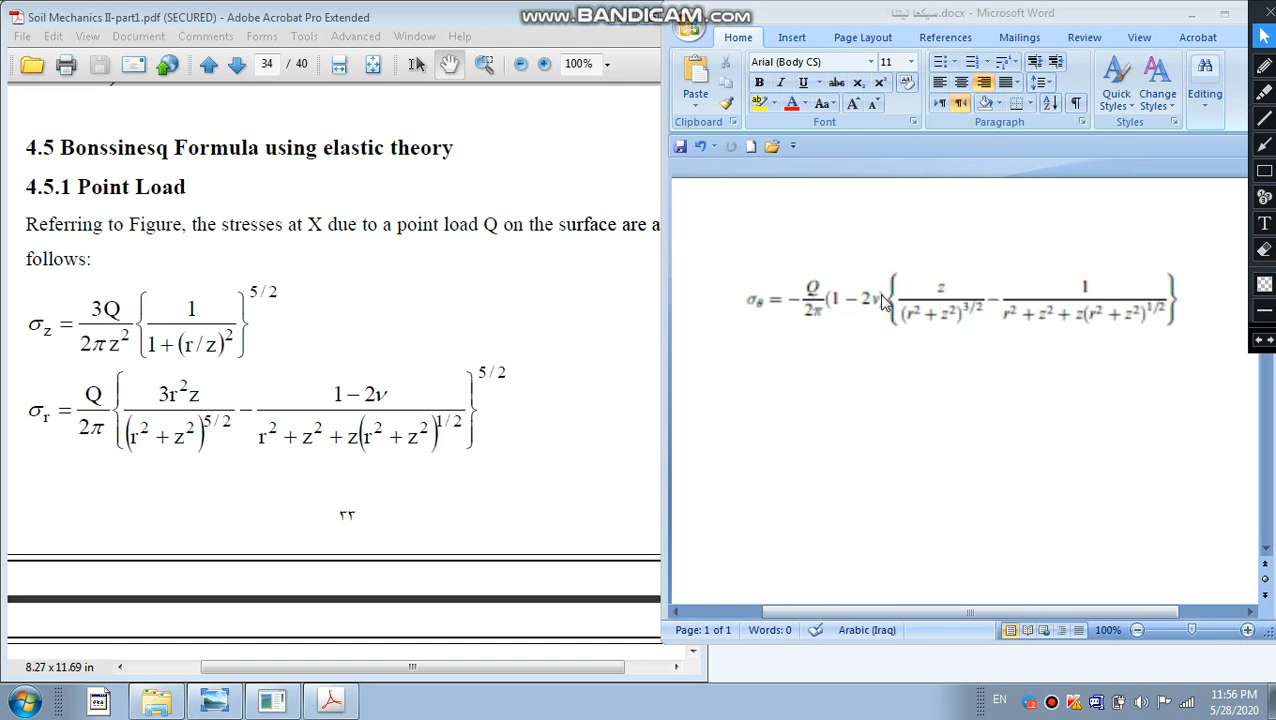 Soil Mechanics II-part1.pdf (SECURED) - Adobe Acrobat Pro Extended
www.BANDICAM.com
.docx - Microsoft Word
File Edit View Document Comments Forms Tools Advanced Window Help
Home Insert Page Layout References Mailings Review View Acrobat
34 / 40 100%
Arial (Body CS) 11
Paste
Quick Styles Change Styles Editing
Clipboard Font Paragraph Styles
4.5 Bonssinesq Formula using elastic theory
4.5.1 Point Load
Referring to Figure, the stresses at X due to a point load Q on the surface are a
follows:
σ_z = 3Q / 2π z² { 1 / 1 + (r / z)² }^5/2
σ_r = Q / 2π { 3r²z / (r² + z²)^5/2 − 1 − 2ν / r² + z² + z(r² + z²)^1/2 }^5/2
٣٣
σ_θ = − Q / 2π (1 − 2ν) { z / (r² + z²)^3/2 − 1 / r² + z² + z(r² + z²)^1/2 }
Page: 1 of 1 Words: 0 Arabic (Iraq) 100%
8.27 x 11.69 in
EN
11:56 PM
5/28/2020